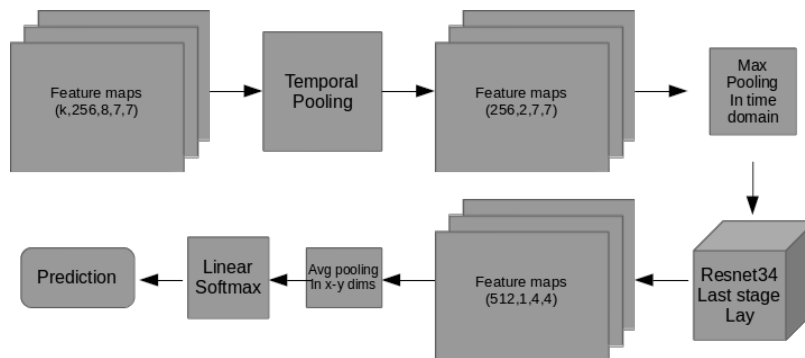 Feature maps
(k,256,8,7,7)
Temporal
Pooling
Feature maps
(256,2,7,7)
Max
Pooling
In time
domain
Resnet34
Last stage
Lay
Feature maps
(512,1,4,4)
Avg pooling
In x-y dims
Linear
Softmax
Prediction